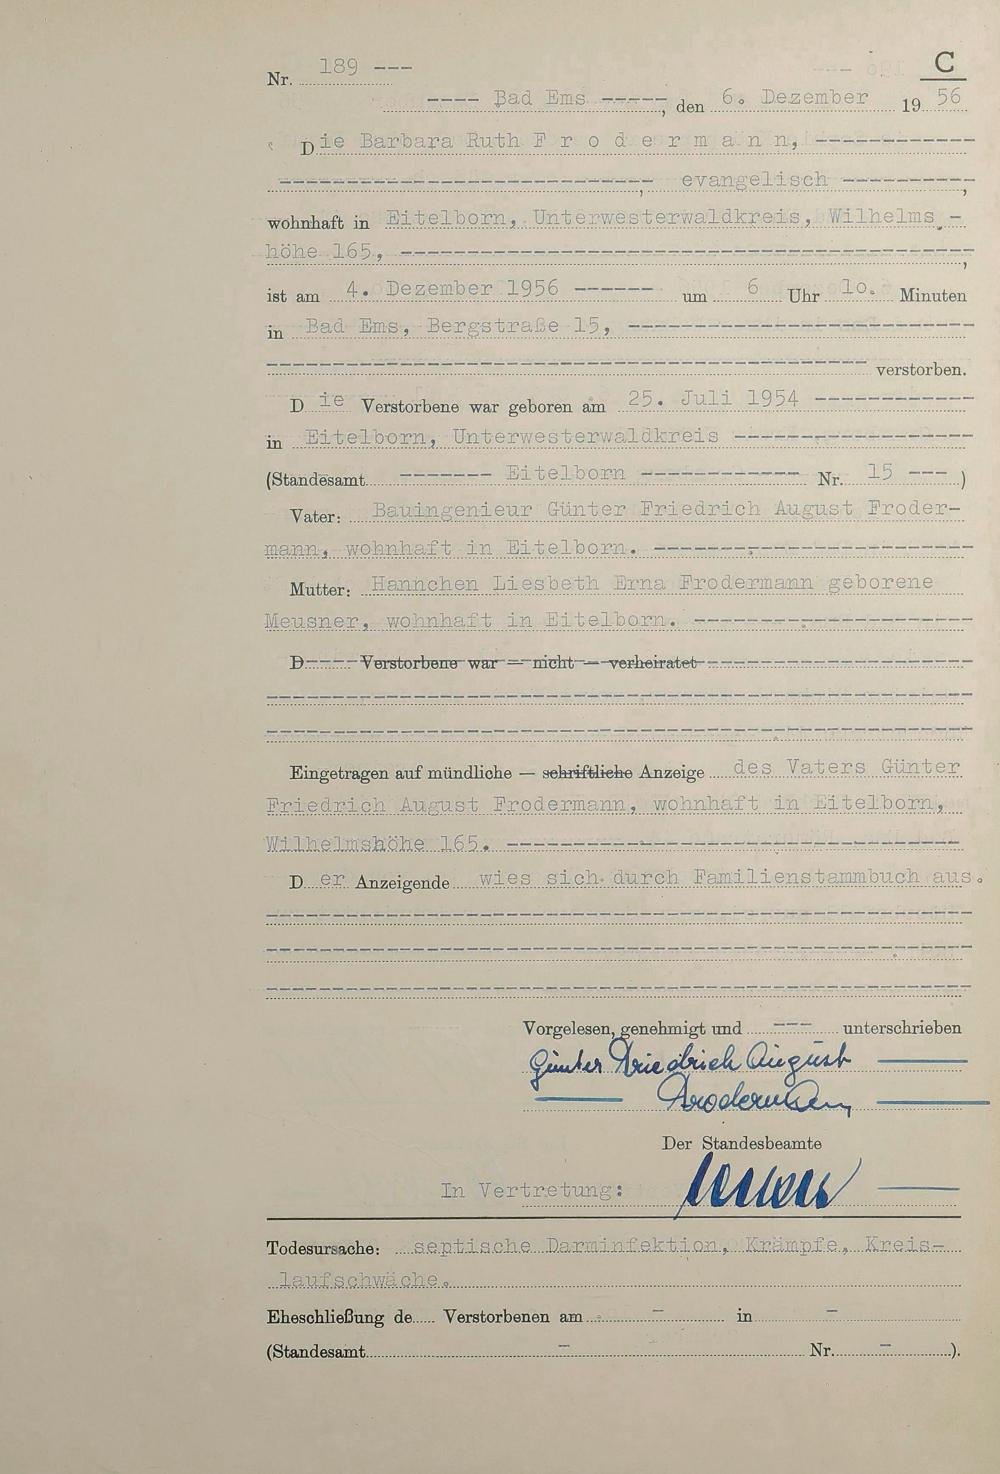 C
Nr. 189 ---
---- Bad Ems -----, den 6. Dezember 19 56
Die Barbara Ruth F r o d e r m a n n, ------------
----------------------------, evangelisch ----------,
wohnhaft in Eitelborn, Unterwesterwaldkreis, Wilhelms -
höhe 165, ------------------------------------------,
ist am 4. Dezember 1956 ------ um 6 Uhr 10. Minuten
in Bad Ems, Bergstraße 15, --------------------------
--------------------------------------------- verstorben.
Die Verstorbene war geboren am 25. Juli 1954 ------------
in Eitelborn, Unterwesterwaldkreis ------------------
(Standesamt ------- Eitelborn ------------ Nr. 15 --- )
Vater: Bauingenieur Günter Friedrich August Froder-
mann, wohnhaft in Eitelborn. ------------------------
Mutter: Hannchen Liesbeth Erna Frodermann geborene
Meusner, wohnhaft in Eitelborn. ---------------------
D----- Verstorbene war — nicht — verheiratet --------------------
-----------------------------------------------------
-----------------------------------------------------
Eingetragen auf mündliche — schriftliche Anzeige des Vaters Günter
Friedrich August Frodermann, wohnhaft in Eitelborn,
Wilhelmshöhe 165. ----------------------------------
Der Anzeigende wies sich durch Familienstammbuch aus.
-----------------------------------------------------
-----------------------------------------------------
-----------------------------------------------------
Vorgelesen, genehmigt und --- unterschrieben
Günter Friedrich August
Frodermann
Der Standesbeamte
In Vertretung:
Todesursache: septische Darminfektion, Krämpfe, Kreis-
laufschwäche.
Eheschließung de..... Verstorbenen am - in -
(Standesamt - Nr. - ).